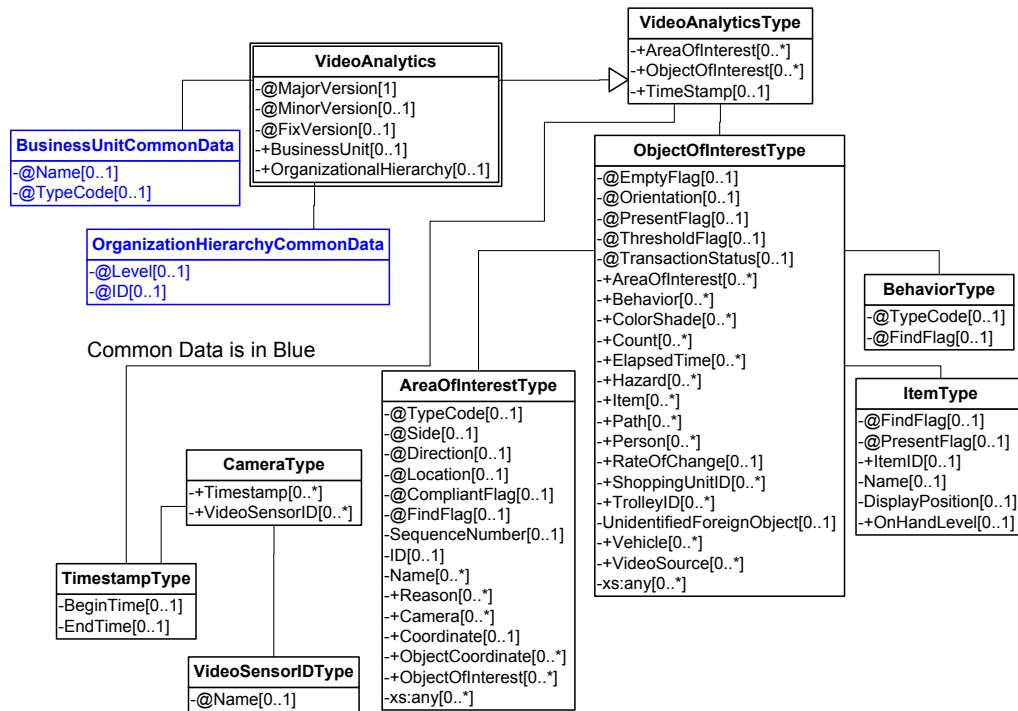 VideoAnalyticsType
-+AreaOfInterest[0..*]
-+ObjectOfInterest[0..*]
-+TimeStamp[0..1]
VideoAnalytics
-@MajorVersion[1]
-@MinorVersion[0..1]
-@FixVersion[0..1]
-+BusinessUnit[0..1]
-+OrganizationalHierarchy[0..1]
BusinessUnitCommonData
-@Name[0..1]
-@TypeCode[0..1]
OrganizationHierarchyCommonData
-@Level[0..1]
-@ID[0..1]
ObjectOfInterestType
-@EmptyFlag[0..1]
-@Orientation[0..1]
-@PresentFlag[0..1]
-@ThresholdFlag[0..1]
-@TransactionStatus[0..1]
-+AreaOfInterest[0..*]
-+Behavior[0..*]
-+ColorShade[0..*]
-+Count[0..*]
-+ElapsedTime[0..*]
-+Hazard[0..*]
-+Item[0..*]
-+Path[0..*]
-+Person[0..*]
-+RateOfChange[0..1]
-+ShoppingUnitID[0..*]
-+TrolleyID[0..*]
-UnidentifiedForeignObject[0..1]
-+Vehicle[0..*]
-+VideoSource[0..*]
-xs:any[0..*]
BehaviorType
-@TypeCode[0..1]
-@FindFlag[0..1]
Common Data is in Blue
AreaOfInterestType
-@TypeCode[0..1]
-@Side[0..1]
-@Direction[0..1]
-@Location[0..1]
-@CompliantFlag[0..1]
-@FindFlag[0..1]
-SequenceNumber[0..1]
-ID[0..1]
-Name[0..*]
-+Reason[0..*]
-+Camera[0..*]
-+Coordinate[0..1]
-+ObjectCoordinate[0..*]
-+ObjectOfInterest[0..*]
-xs:any[0..*]
ItemType
-@FindFlag[0..1]
-@PresentFlag[0..1]
-+ItemID[0..1]
-Name[0..1]
-DisplayPosition[0..1]
-+OnHandLevel[0..1]
CameraType
-+Timestamp[0..*]
-+VideoSensorID[0..*]
TimestampType
-BeginTime[0..1]
-EndTime[0..1]
VideoSensorIDType
-@Name[0..1]